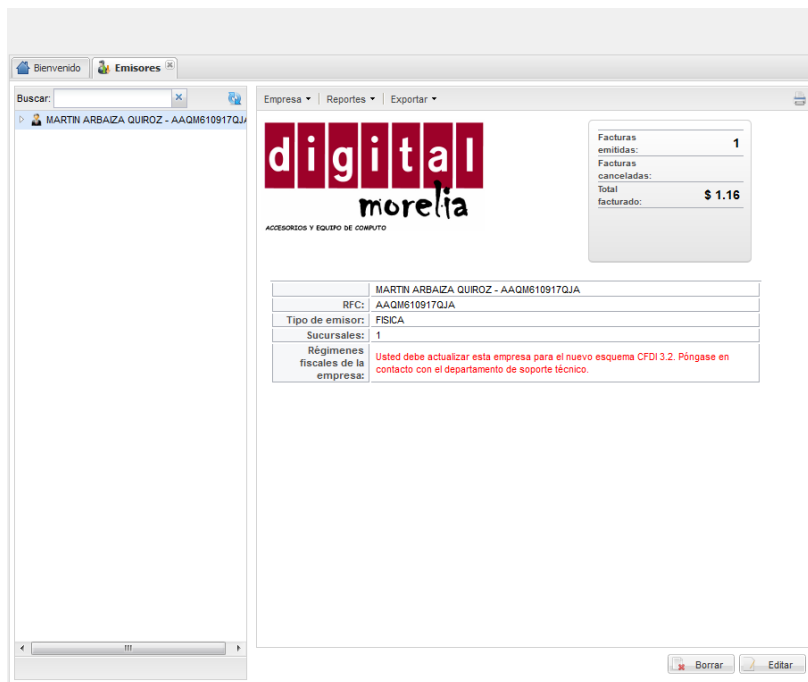 Bienvenido
Emisores
Buscar:
MARTIN ARBAIZA QUIROZ - AAQM610917QJA
Empresa
Reportes
Exportar
digital
morelia
ACCESORIOS Y EQUIPO DE COMPUTO
Facturas emitidas: 1
Facturas canceladas:
Total facturado: $ 1.16
MARTIN ARBAIZA QUIROZ - AAQM610917QJA
RFC: AAQM610917QJA
Tipo de emisor: FISICA
Sucursales: 1
Régimenes
fiscales de la
empresa:
Usted debe actualizar esta empresa para el nuevo esquema CFDI 3.2. Póngase en
contacto con el departamento de soporte técnico.
Borrar
Editar